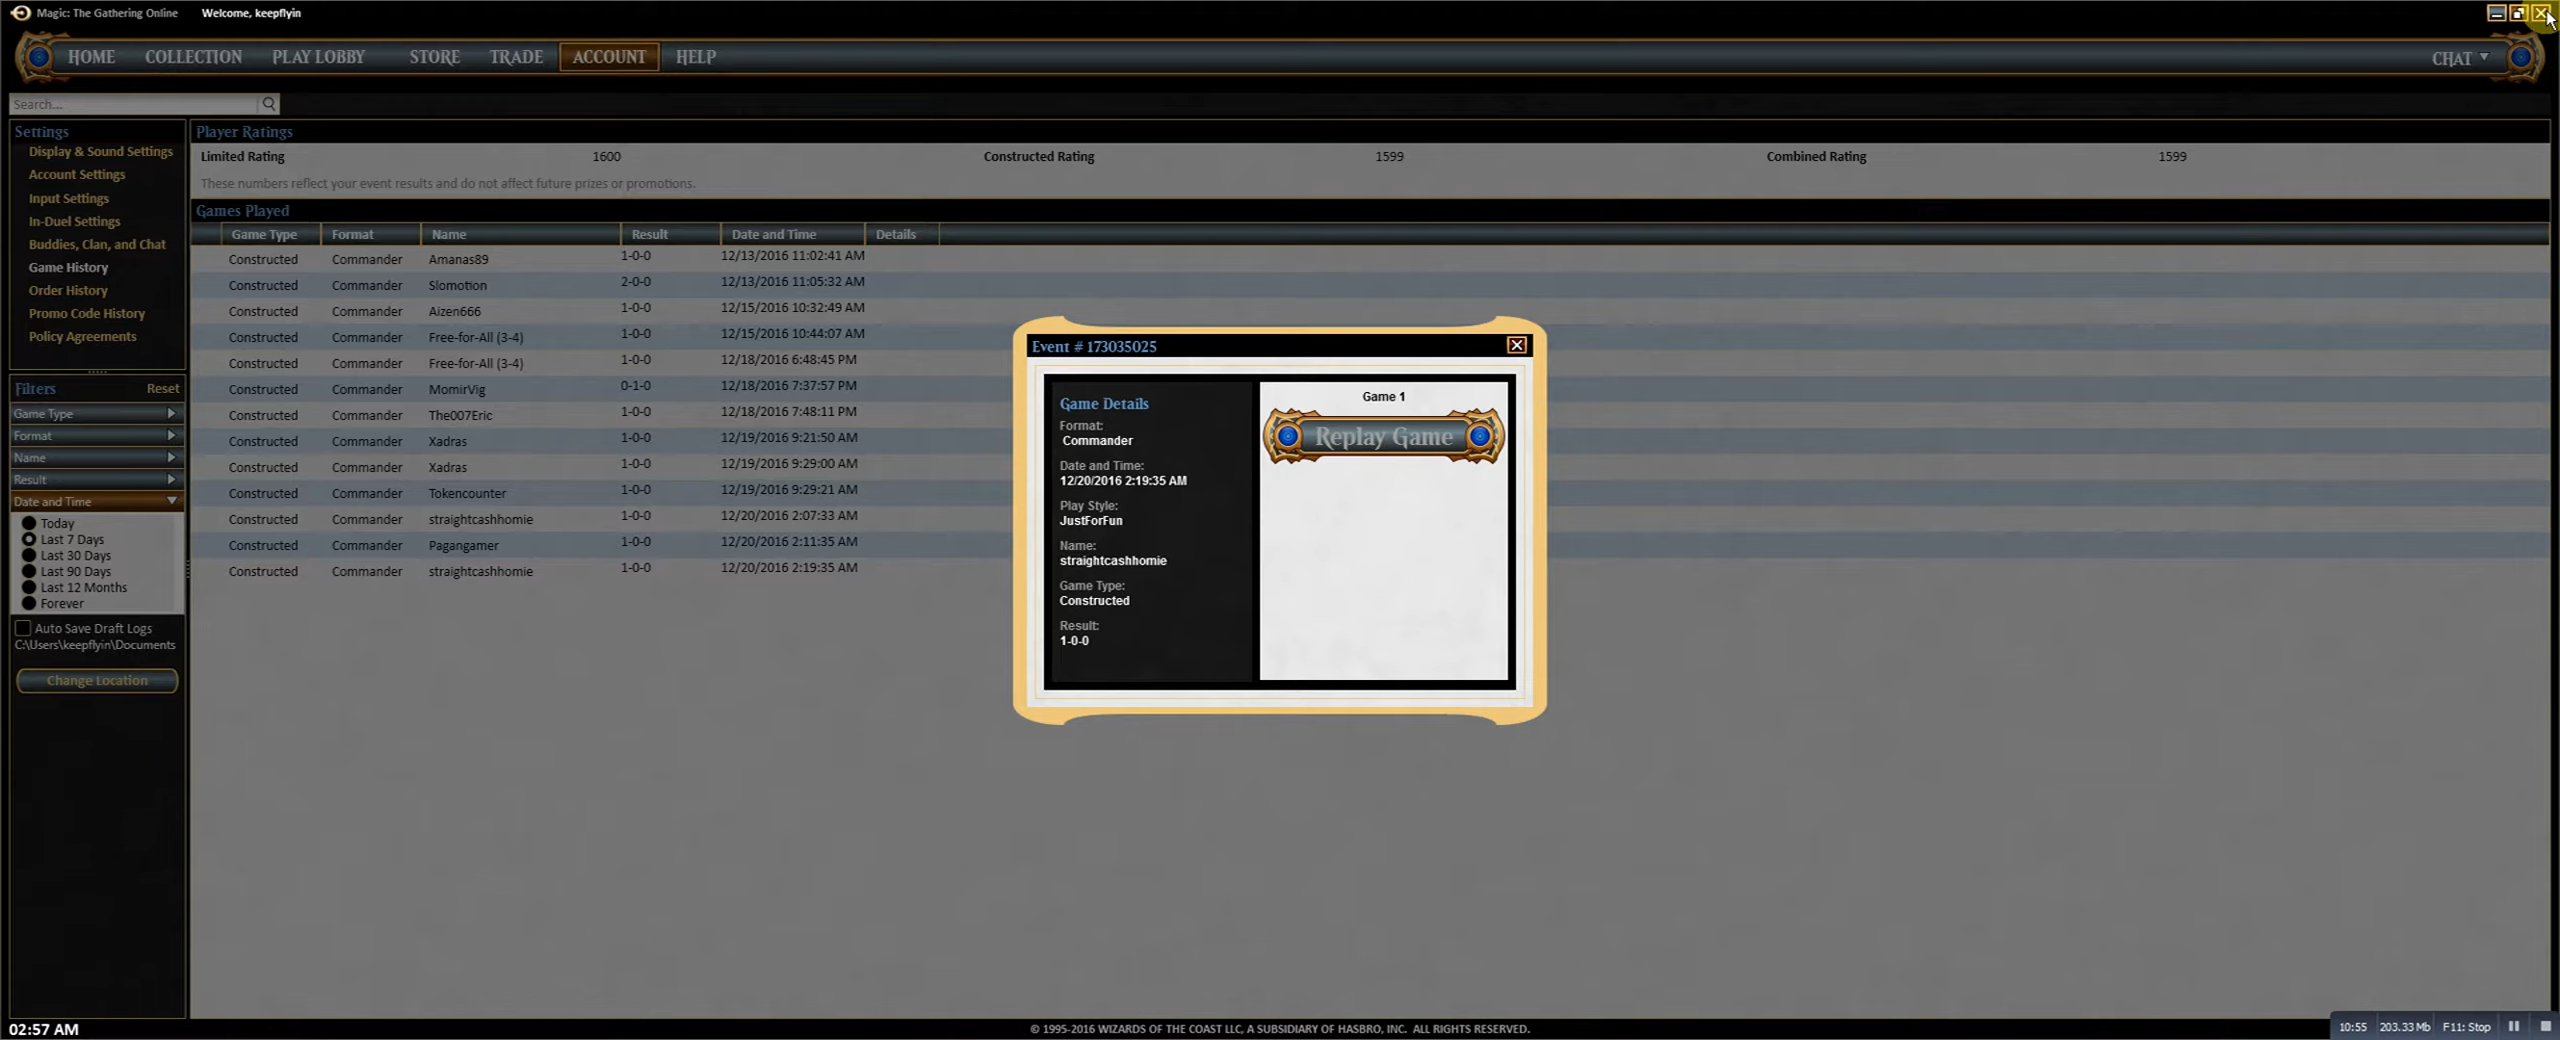 Magic: The Gathering Online Welcome, keepflyin
HOME COLLECTION PLAY LOBBY STORE TRADE ACCOUNT HELP CHAT
Search...
Settings
Display & Sound Settings
Account Settings
Input Settings
In-Duel Settings
Buddies, Clan, and Chat
Game History
Order History
Promo Code History
Policy Agreements
Filters Reset
Game Type
Format
Name
Result
Date and Time
Today
Last 7 Days
Last 30 Days
Last 90 Days
Last 12 Months
Forever
Auto Save Draft Logs
C:\Users\keepflyin\Documents
Change Location
02:57 AM
Player Ratings
Limited Rating 1600 Constructed Rating 1599 Combined Rating 1599
These numbers reflect your event results and do not affect future prizes or promotions.
Games Played
Game Type Format Name Result Date and Time Details
Constructed Commander Amanas89 1-0-0 12/13/2016 11:02:41 AM
Constructed Commander Slomotion 2-0-0 12/13/2016 11:05:32 AM
Constructed Commander Aizen666 1-0-0 12/15/2016 10:32:49 AM
Constructed Commander Free-for-All (3-4) 1-0-0 12/15/2016 10:44:07 AM
Constructed Commander Free-for-All (3-4) 1-0-0 12/18/2016 6:48:45 PM
Constructed Commander MomirVig 0-1-0 12/18/2016 7:37:57 PM
Constructed Commander The007Eric 1-0-0 12/18/2016 7:48:11 PM
Constructed Commander Xadras 1-0-0 12/19/2016 9:21:50 AM
Constructed Commander Xadras 1-0-0 12/19/2016 9:29:00 AM
Constructed Commander Tokencounter 1-0-0 12/19/2016 9:29:21 AM
Constructed Commander straightcashhomie 1-0-0 12/20/2016 2:07:33 AM
Constructed Commander Pagangamer 1-0-0 12/20/2016 2:11:35 AM
Constructed Commander straightcashhomie 1-0-0 12/20/2016 2:19:35 AM
Event # 173035025
Game Details
Format:
Commander
Date and Time:
12/20/2016 2:19:35 AM
Play Style:
JustForFun
Name:
straightcashhomie
Game Type:
Constructed
Result:
1-0-0
Game 1
Replay Game
© 1995-2016 WIZARDS OF THE COAST LLC, A SUBSIDIARY OF HASBRO, INC. ALL RIGHTS RESERVED.
10:55 203.33 Mb F11: Stop